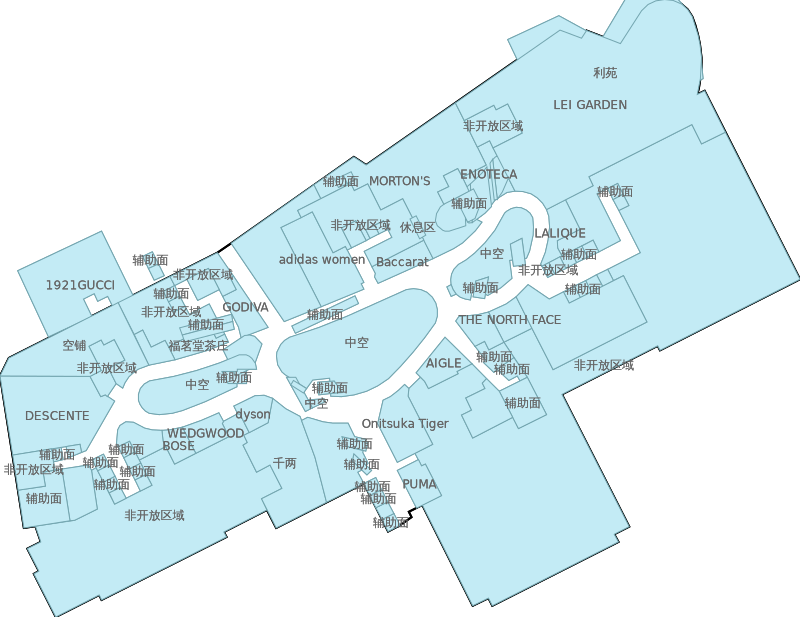 利苑
LEI GARDEN
非开放区域
ENOTECA
辅助面
MORTON'S
辅助面
辅助面
非开放区域
休息区
LALIQUE
中空
辅助面
adidas women
Baccarat
非开放区域
辅助面
非开放区域
1921GUCCI
辅助面
辅助面
辅助面
非开放区域
GODIVA
辅助面
辅助面
THE NORTH FACE
空铺
福茗堂茶庄
中空
辅助面
AIGLE
非开放区域
非开放区域
辅助面
中空
辅助面
辅助面
中空
辅助面
DESCENTE
dyson
Onitsuka Tiger
WEDGWOOD
BOSE
辅助面
辅助面
辅助面
辅助面
千两
辅助面
非开放区域
辅助面
辅助面
辅助面
PUMA
辅助面
辅助面
非开放区域
辅助面